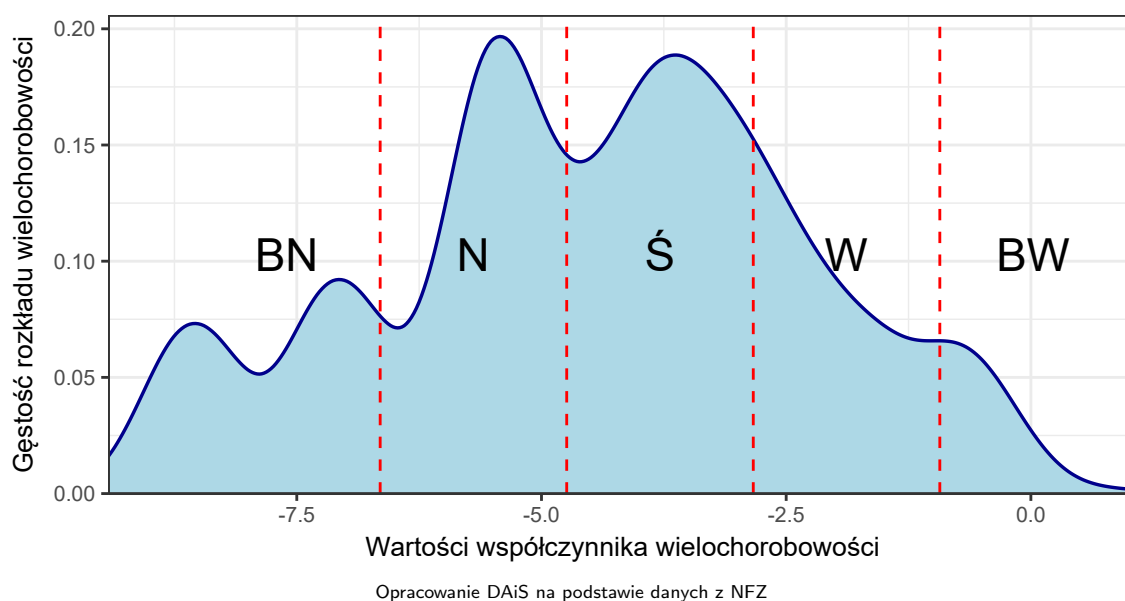 Gęstość rozkładu wielochorobowości
0.20
0.15
0.10
0.05
0.00
BN N Ś W BW
-7.5 -5.0 -2.5 0.0
Wartości współczynnika wielochorobowości
Opracowanie DAiS na podstawie danych z NFZ